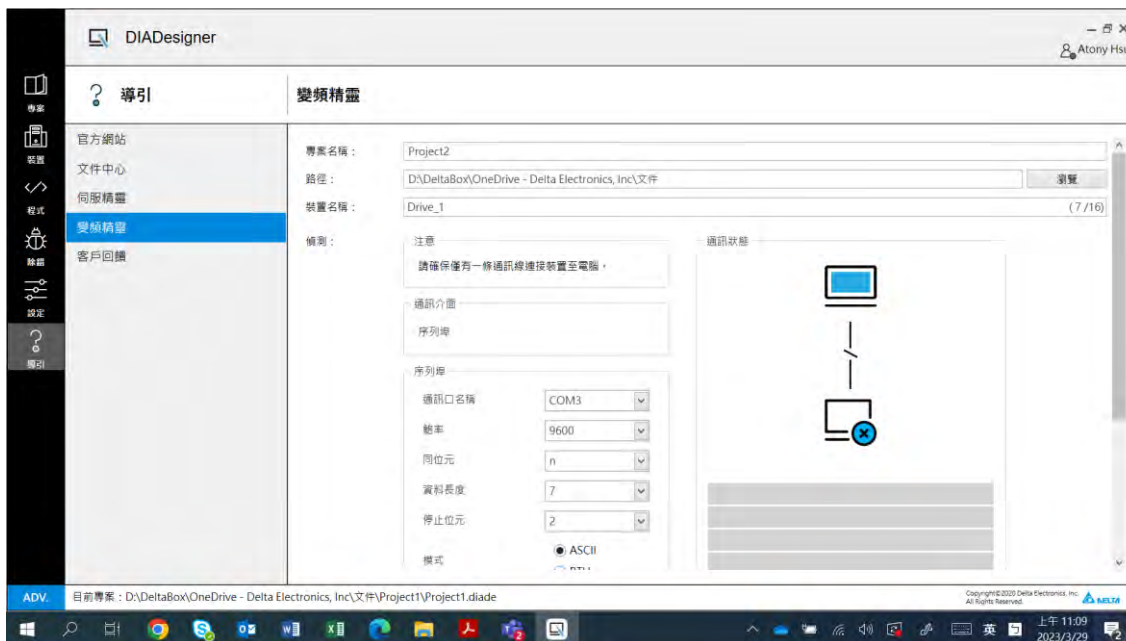 DIADesigner
Atony Hsu
專案
裝置
程式
除錯
設定
導引
導引
官方網站
文件中心
伺服精靈
變頻精靈
客戶回饋
變頻精靈
專案名稱：
Project2
路徑：
D:\DeltaBox\OneDrive - Delta Electronics, Inc\文件
瀏覽
裝置名稱：
Drive_1
(7/16)
偵測：
注意
請確保僅有一條通訊線連接裝置至電腦。
通訊介面
序列埠
序列埠
通訊口名稱
COM3
鮑率
9600
同位元
n
資料長度
7
停止位元
2
模式
ASCII
RTU
通訊狀態
ADV.
目前專案：D:\DeltaBox\OneDrive - Delta Electronics, Inc\文件\Project1\Project1.diade
Copyright©2020 Delta Electronics, Inc.
All Rights Reserved.
DELTA
英
上午 11:09
2023/3/29